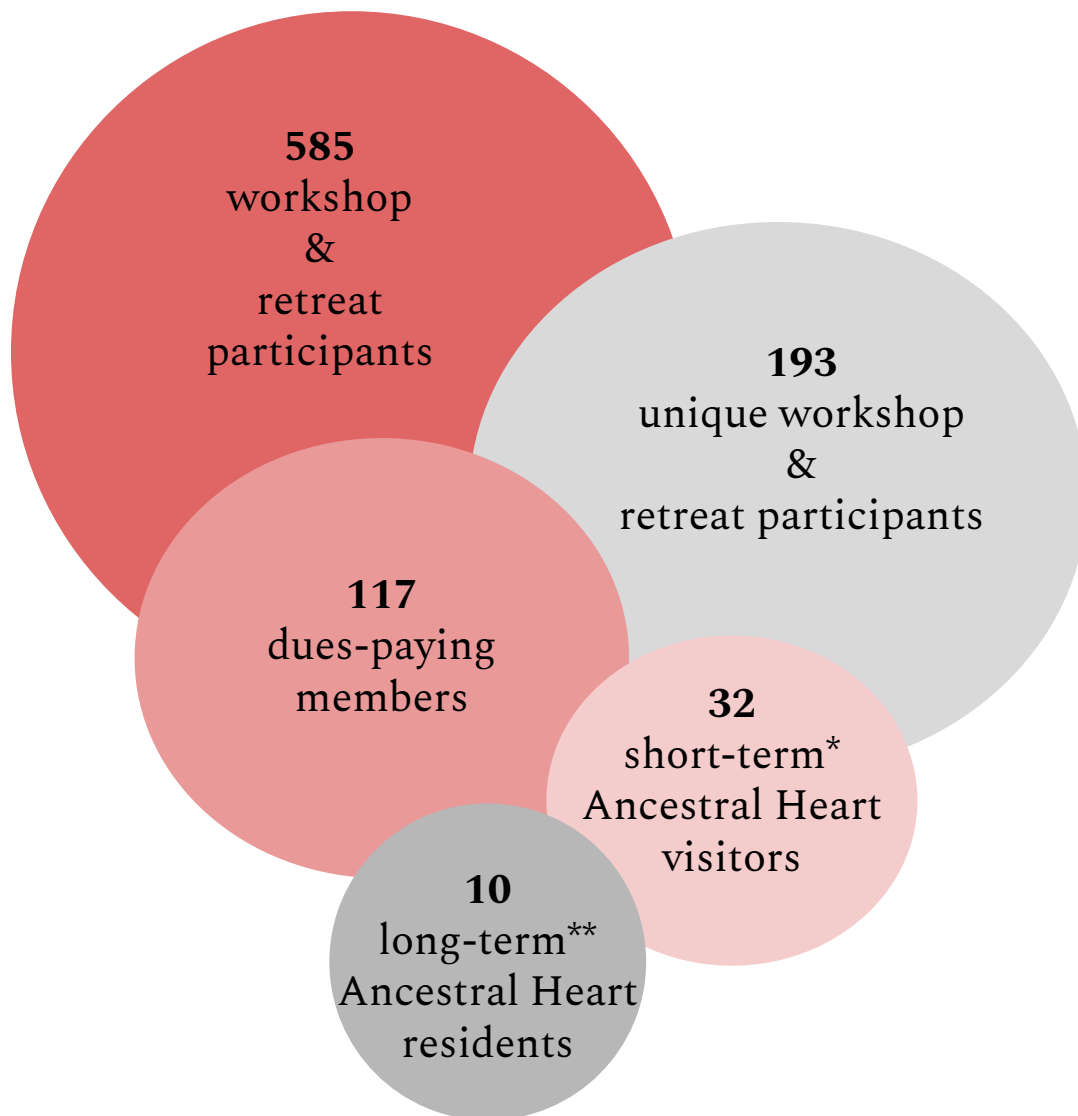 585
workshop
&
retreat
participants
193
unique workshop
&
retreat participants
117
dues-paying
members
32
short-term*
Ancestral Heart
visitors
10
long-term**
Ancestral Heart
residents